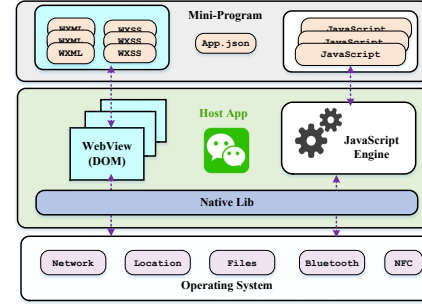 Mini-Program
WXML WXSS
WXML WXSS
WXML WXSS
App.json
JavaScript
JavaScript
JavaScript
Host App
WebView
(DOM)
JavaScript
Engine
Native Lib
Network Location Files Bluetooth NFC
Operating System